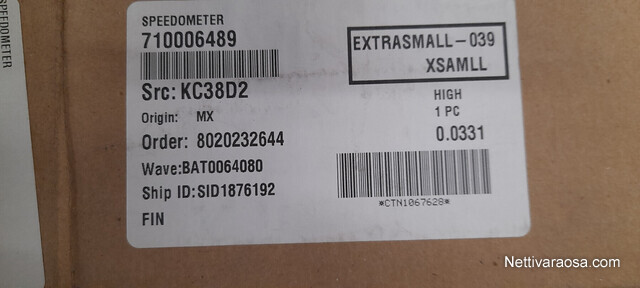 SPEEDOMETER
SPEEDOMETER
710006489
EXTRASMALL-039
XSAMLL
Src: KC38D2
HIGH
Origin: MX
1 PC
Order: 8020232644
0.0331
Wave:BAT0064080
Ship ID:SID1876192
*CTN1067628*
FIN
Nettivaraosa.com